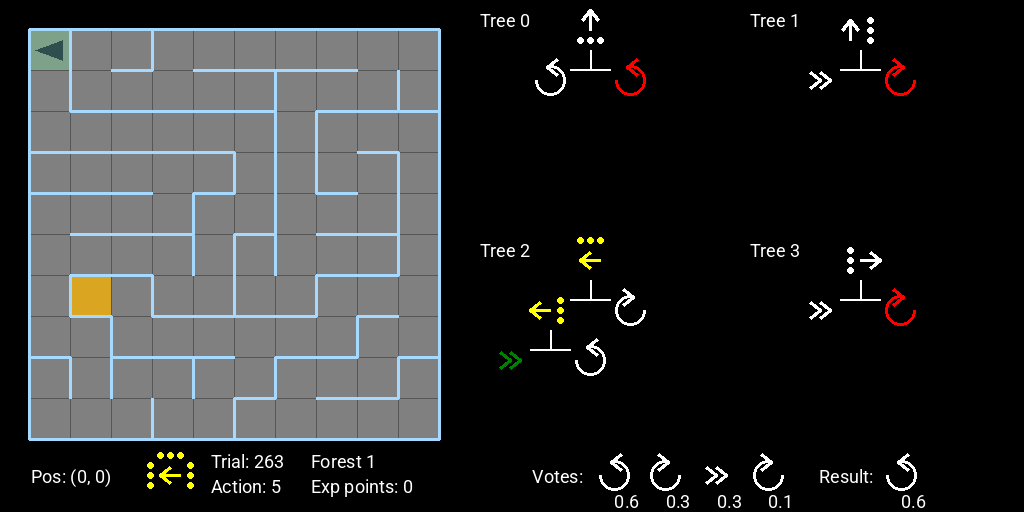 Tree 0
Tree 1
Tree 2
Tree 3
Pos: (0, 0)
Trial: 263
Forest 1
Action: 5
Exp points: 0
Votes:
0.6
0.3
0.3
0.1
Result:
0.6